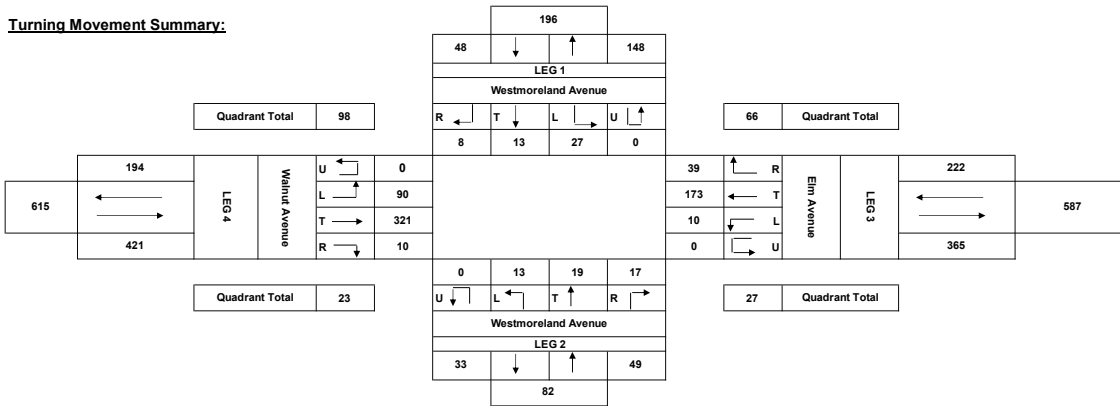 Turning Movement Summary:
196
48 148
LEG 1
Westmoreland Avenue
Quadrant Total 98
R T L U
66 Quadrant Total
8 13 27 0
194
U 0
39 R
222
615
LEG 4
Walnut Avenue
L 90
173 T
Elm Avenue
LEG 3
587
T 321
10 L
421
R 10
0 U
365
0 13 19 17
Quadrant Total 23
U L T R
27 Quadrant Total
Westmoreland Avenue
LEG 2
33 49
82